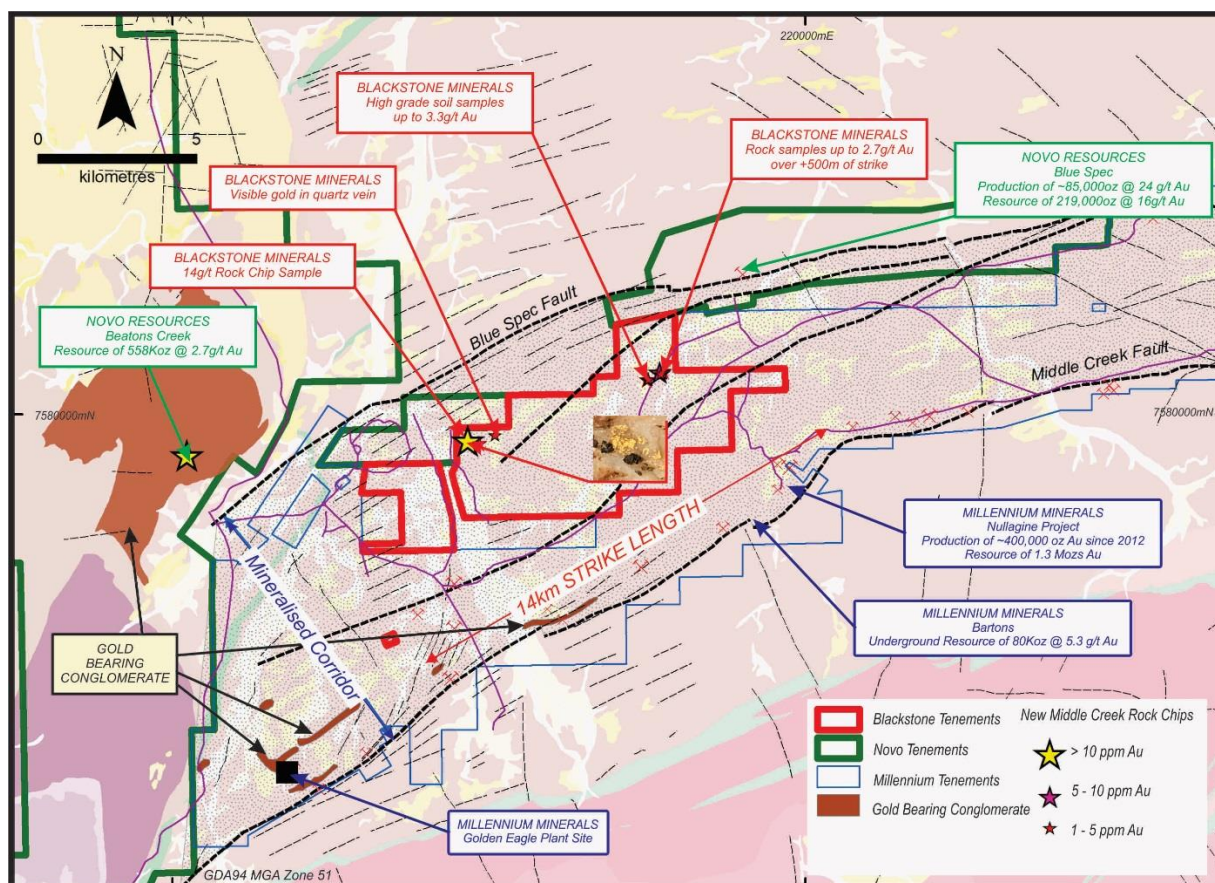 220000mE
N
0
5
kilometres
BLACKSTONE MINERALS
High grade soil samples
up to 3.3g/t Au
BLACKSTONE MINERALS
Rock samples up to 2.7g/t Au
over +500m of strike
NOVO RESOURCES
Blue Spec
Production of ~85,000oz @ 24 g/t Au
Resource of 219,000oz @ 16g/t Au
BLACKSTONE MINERALS
Visible gold in quartz vein
BLACKSTONE MINERALS
14g/t Rock Chip Sample
NOVO RESOURCES
Beatons Creek
Resource of 558Koz @ 2.7g/t Au
Blue Spec Fault
Middle Creek Fault
7580000mN
7580000mN
14km STRIKE LENGTH
Mineralised Corridor
MILLENNIUM MINERALS
Nullagine Project
Production of ~400,000 oz Au since 2012
Resource of 1.3 Mozs Au
MILLENNIUM MINERALS
Bartons
Underground Resource of 80Koz @ 5.3 g/t Au
GOLD
BEARING
CONGLOMERATE
MILLENNIUM MINERALS
Golden Eagle Plant Site
GDA94 MGA Zone 51
Blackstone Tenements
Novo Tenements
Millennium Tenements
Gold Bearing Conglomerate
New Middle Creek Rock Chips
> 10 ppm Au
5 - 10 ppm Au
1 - 5 ppm Au